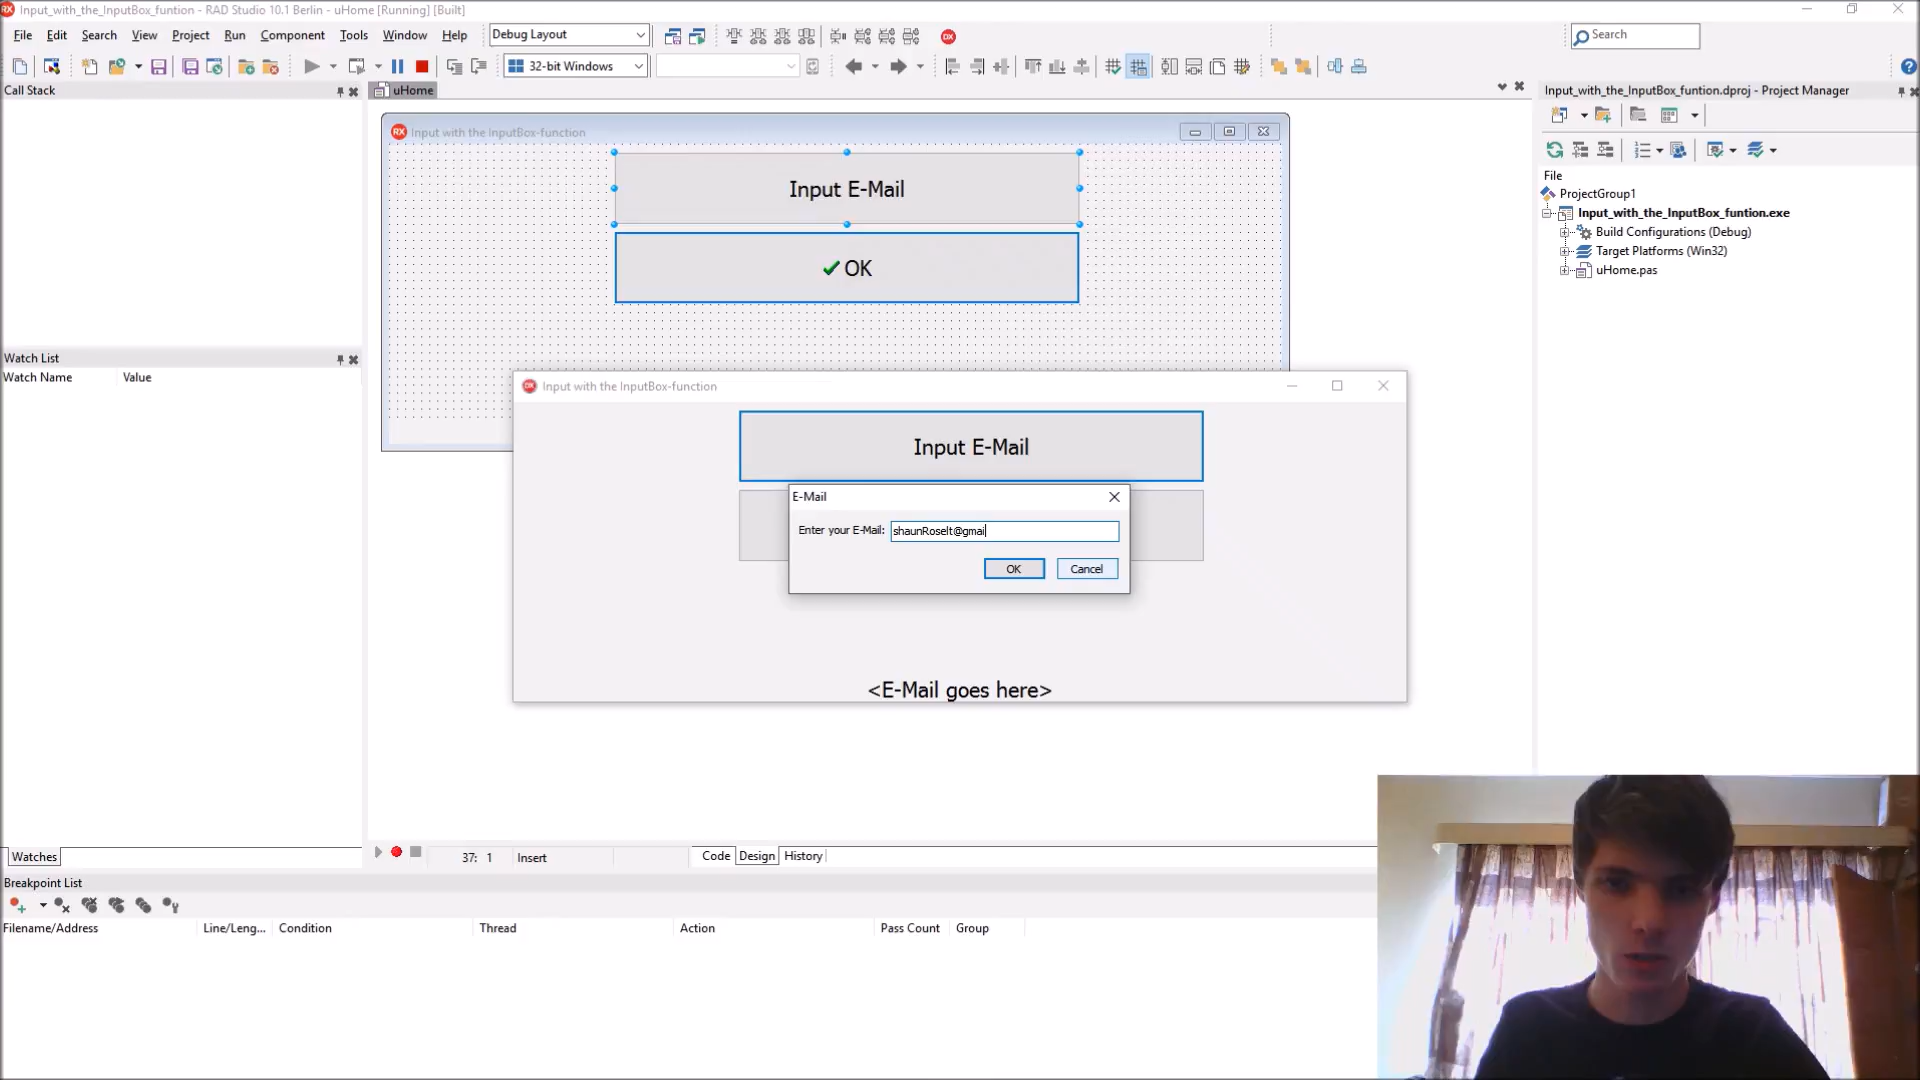 Input_with_the_InputBox_funtion - RAD Studio 10.1 Berlin - uHome [Running] [Built]
File Edit Search View Project Run Component Tools Window Help
Debug Layout
Search
32-bit Windows
Call Stack
uHome
Input_with_the_InputBox_funtion.dproj - Project Manager
Input with the InputBox-function
Input E-Mail
OK
File
ProjectGroup1
Input_with_the_InputBox_funtion.exe
Build Configurations (Debug)
Target Platforms (Win32)
uHome.pas
Watch List
Watch Name Value
Input with the InputBox-function
Input E-Mail
E-Mail
Enter your E-Mail: shaunRoselt@gmai
OK Cancel
<E-Mail goes here>
Watches
37: 1 Insert
Code Design History
Breakpoint List
Filename/Address Line/Leng... Condition Thread Action Pass Count Group